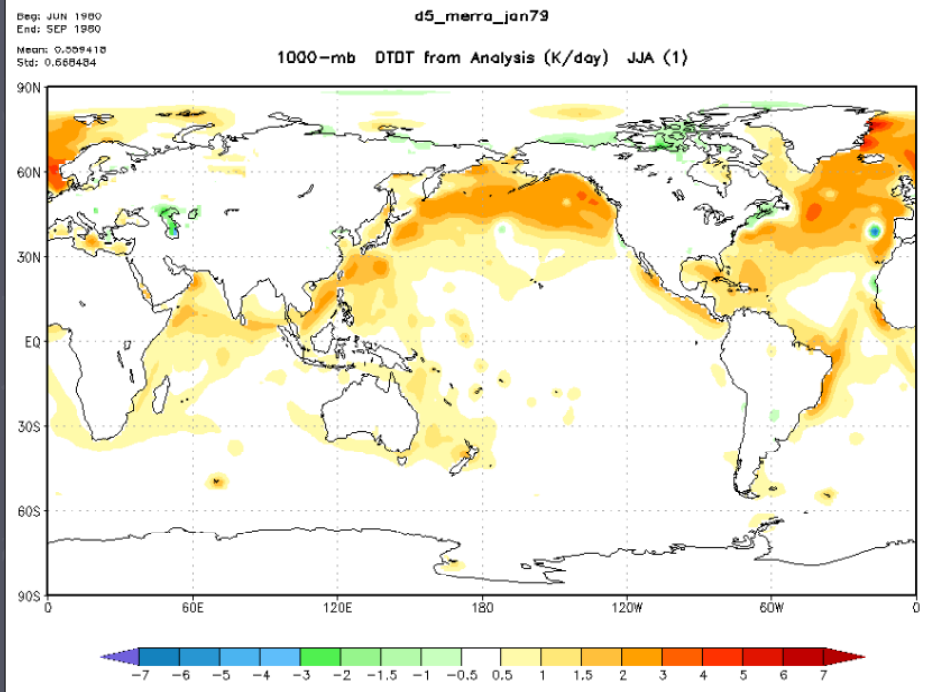 Beg: JUN 1980
End: SEP 1980
Mean: 0.559418
Std: 0.668484
d5_merra_jan79
1000-mb DTDT from Analysis (K/day) JJA (1)
90N
60N
30N
EQ
30S
60S
90S
0 60E 120E 180 120W 60W 0
-7 -6 -5 -4 -3 -2 -1.5 -1 -0.5 0.5 1 1.5 2 3 4 5 6 7